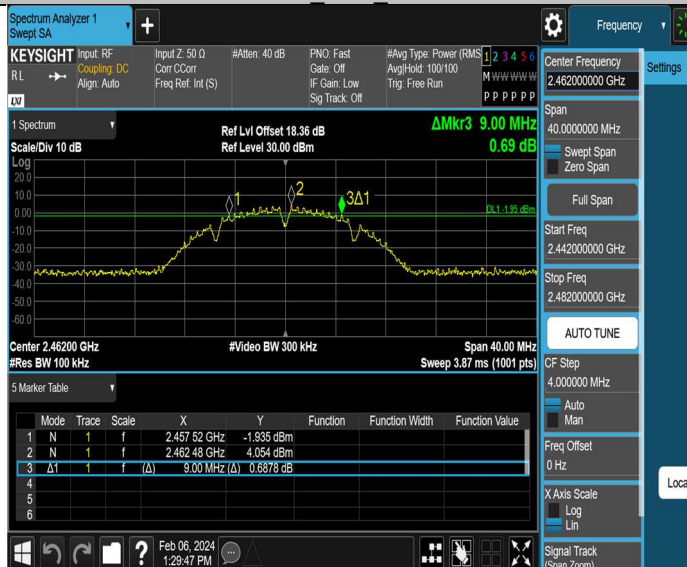 Spectrum Analyzer 1
Swept SA
+
Frequency
KEYSIGHT
RL
LXI
Input: RF
Coupling: DC
Align: Auto
Input Z: 50 Ω
Corr CCorr
Freq Ref: Int (S)
#Atten: 40 dB
PNO: Fast
Gate: Off
IF Gain: Low
Sig Track: Off
#Avg Type: Power (RMS
Avg|Hold: 100/100
Trig: Free Run
1 2 3 4 5 6
M W W W W W
P P P P P P
1 Spectrum
Scale/Div 10 dB
Ref Lvl Offset 18.36 dB
Ref Level 30.00 dBm
ΔMkr3 9.00 MHz
0.69 dB
Log
20.0
10.0
0.00
-10.0
-20.0
-30.0
-40.0
-50.0
-60.0
1
2
3Δ1
DL1 -1.95 dBm
Center 2.46200 GHz
#Res BW 100 kHz
#Video BW 300 kHz
Span 40.00 MHz
Sweep 3.87 ms (1001 pts)
5 Marker Table
Mode Trace Scale X Y Function Function Width Function Value
1 N 1 f 2.457 52 GHz -1.935 dBm
2 N 1 f 2.462 48 GHz 4.054 dBm
3 Δ1 1 f (Δ) 9.00 MHz (Δ) 0.6878 dB
4
5
6
?
Feb 06, 2024
1:29:47 PM
Center Frequency
2.462000000 GHz
Settings
Span
40.0000000 MHz
Swept Span
Zero Span
Full Span
Start Freq
2.442000000 GHz
Stop Freq
2.482000000 GHz
AUTO TUNE
CF Step
4.000000 MHz
Auto
Man
Freq Offset
0 Hz
X Axis Scale
Log
Lin
Loca
Signal Track
(Span Zoom)